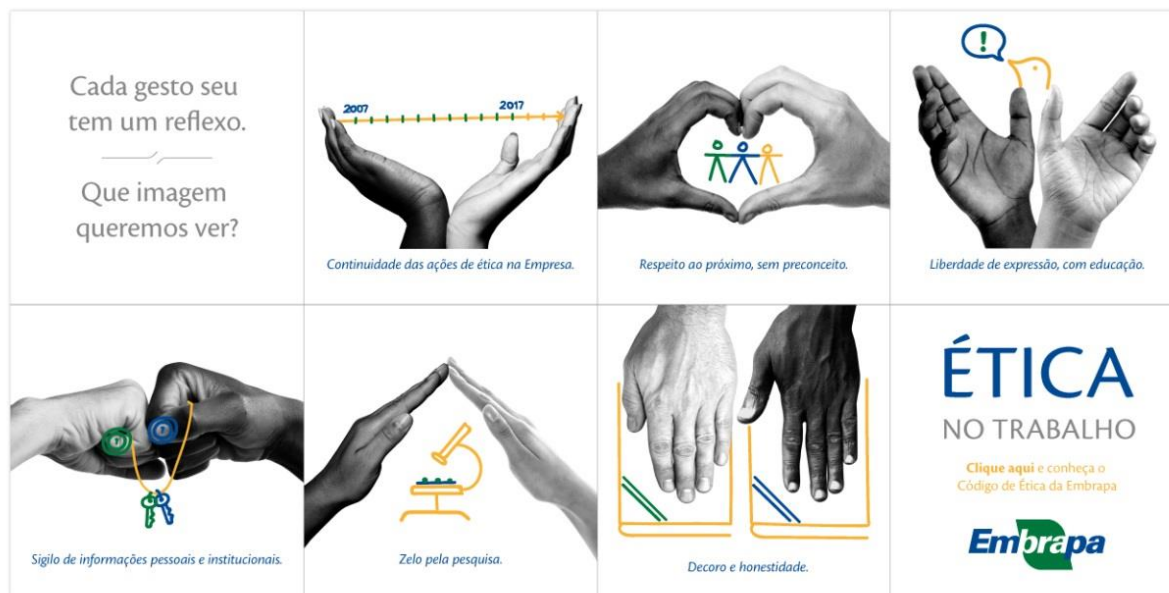 Cada gesto seu
tem um reflexo.
Que imagem
queremos ver?
2007 2017
Continuidade das ações de ética na Empresa.
Respeito ao próximo, sem preconceito.
!
Liberdade de expressão, com educação.
Sigilo de informações pessoais e institucionais.
Zelo pela pesquisa.
Decoro e honestidade.
ÉTICA
NO TRABALHO
Clique aqui e conheça o
Código de Ética da Embrapa
Embrapa